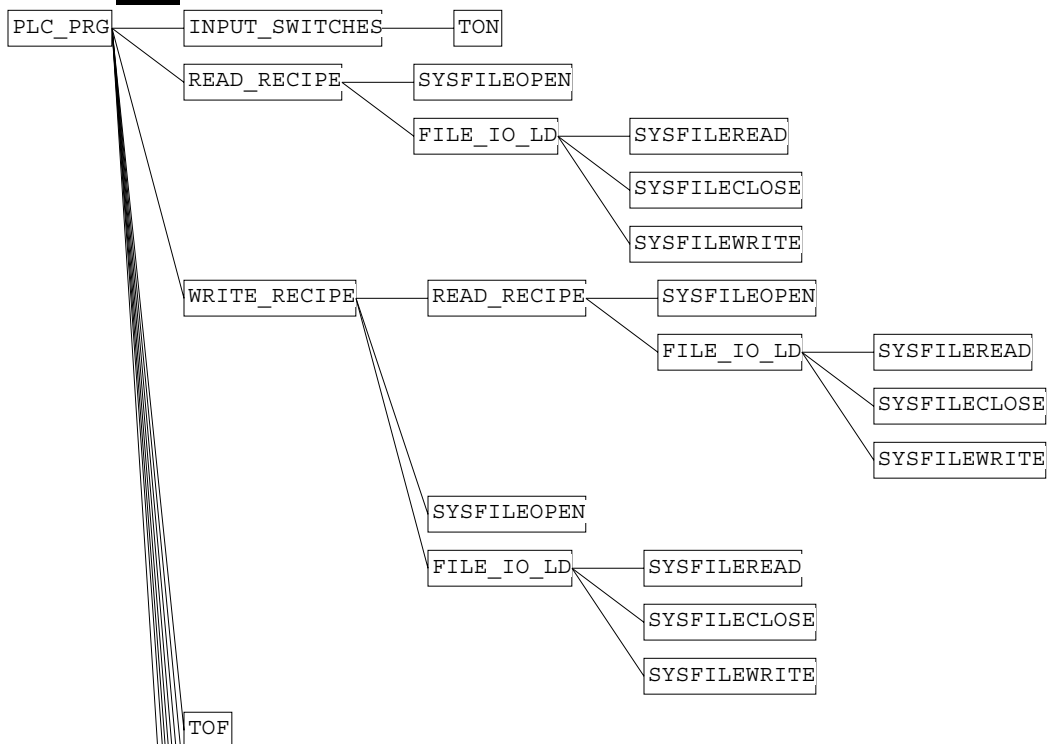 PLC_PRG INPUT_SWITCHES TON
READ_RECIPE SYSFILEOPEN
FILE_IO_LD SYSFILEREAD
SYSFILECLOSE
SYSFILEWRITE
WRITE_RECIPE READ_RECIPE SYSFILEOPEN
FILE_IO_LD SYSFILEREAD
SYSFILECLOSE
SYSFILEWRITE
SYSFILEOPEN
FILE_IO_LD SYSFILEREAD
SYSFILECLOSE
SYSFILEWRITE
TOF